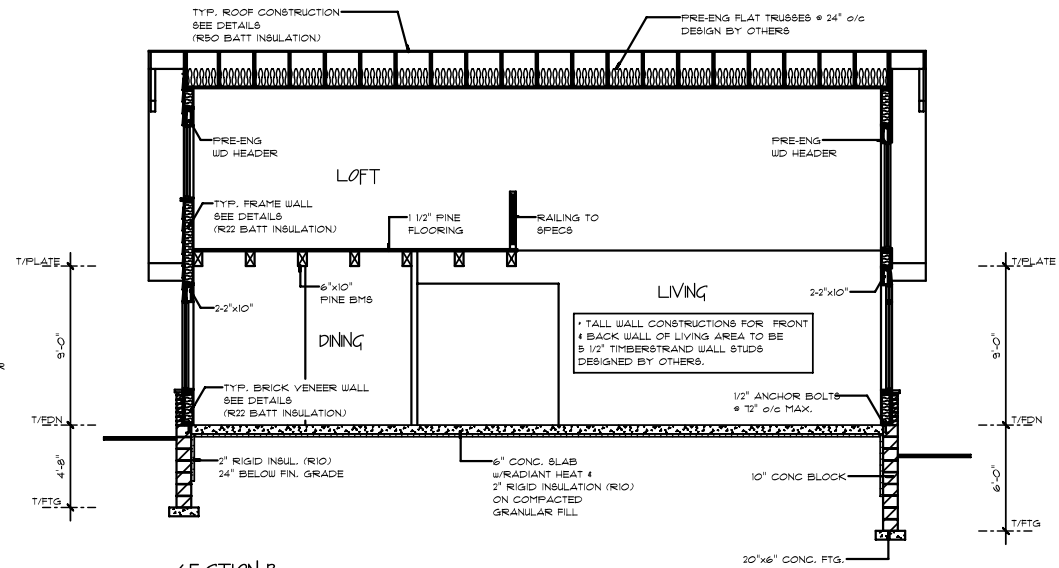 TYP. ROOF CONSTRUCTION
SEE DETAILS
(R50 BATT INSULATION)
PRE-ENG FLAT TRUSSES @ 24" o/c
DESIGN BY OTHERS
PRE-ENG
WD HEADER
PRE-ENG
WD HEADER
LOFT
TYP. FRAME WALL
SEE DETAILS
(R22 BATT INSULATION)
1 1/2" PINE
FLOORING
RAILING TO
SPECS
T/PLATE
T/PLATE
6"x10"
PINE BMS
2-2"x10"
LIVING
2-2"x10"
DINING
* TALL WALL CONSTRUCTIONS FOR FRONT
& BACK WALL OF LIVING AREA TO BE
5 1/2" TIMBERSTRAND WALL STUDS
DESIGNED BY OTHERS.
9'-0"
9'-0"
TYP. BRICK VENEER WALL
SEE DETAILS
(R22 BATT INSULATION)
1/2" ANCHOR BOLTS
@ 72" o/c MAX.
T/FDN
T/FDN
4'-8"
2" RIGID INSUL. (R10)
24" BELOW FIN. GRADE
6" CONC. SLAB
w/RADIANT HEAT &
2" RIGID INSULATION (R10)
ON COMPACTED
GRANULAR FILL
10" CONC BLOCK
6'-0"
T/FTG
T/FTG
20"x6" CONC. FTG.
SECTION B